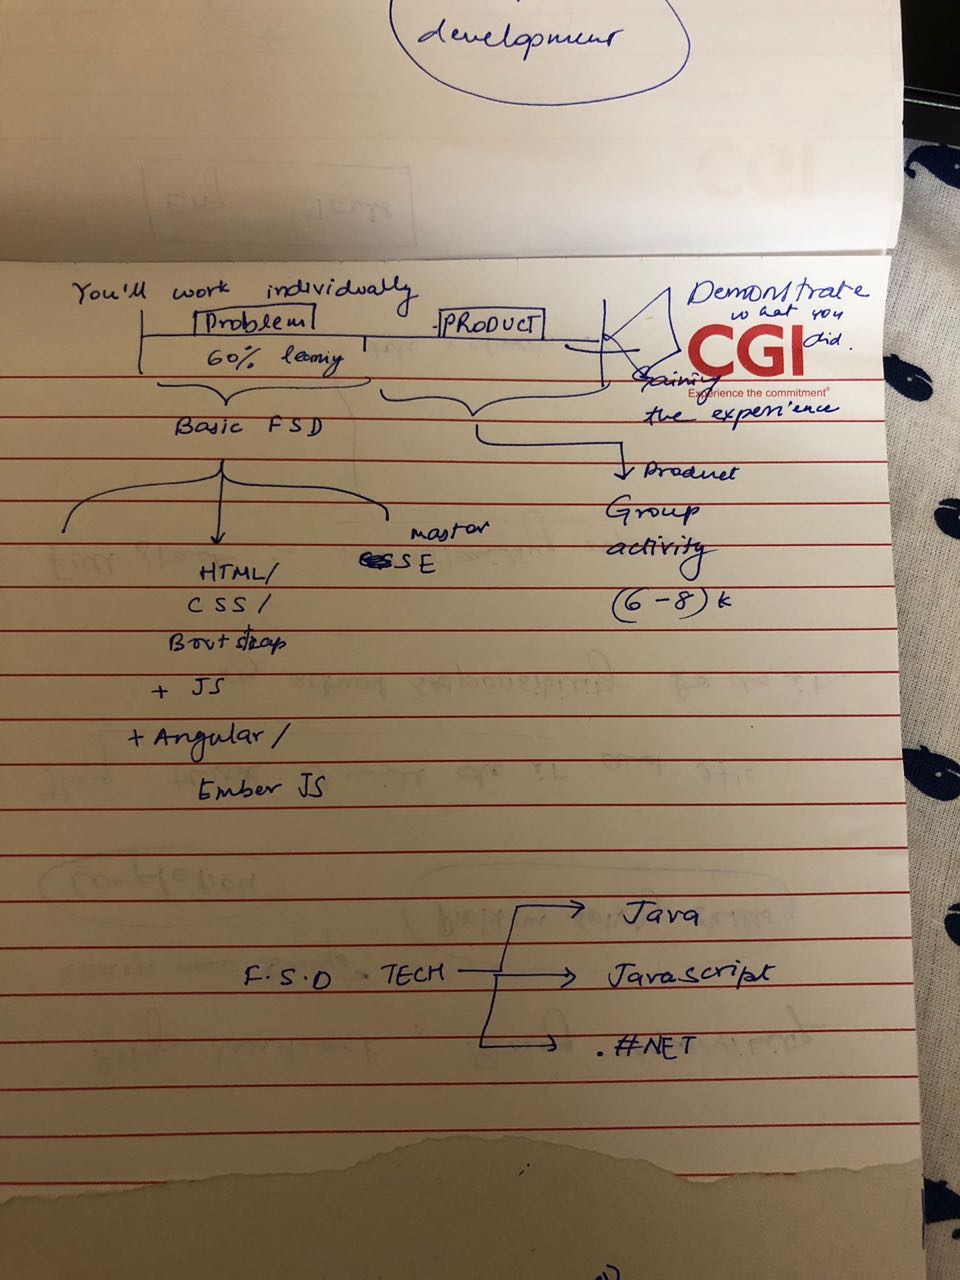 development
You'll work individually
Problem
PRODUCT
Demonstrate
what you
did.
60% learning
CGI
Experience the commitment®
Gaining
the experience
Basic FSD
Product
Group
activity
(6-8)k
master
SE
HTML/
CSS/
Bootstrap
+ JS
+ Angular/
Ember JS
F.S.D. TECH
Java
Javascript
.#NET